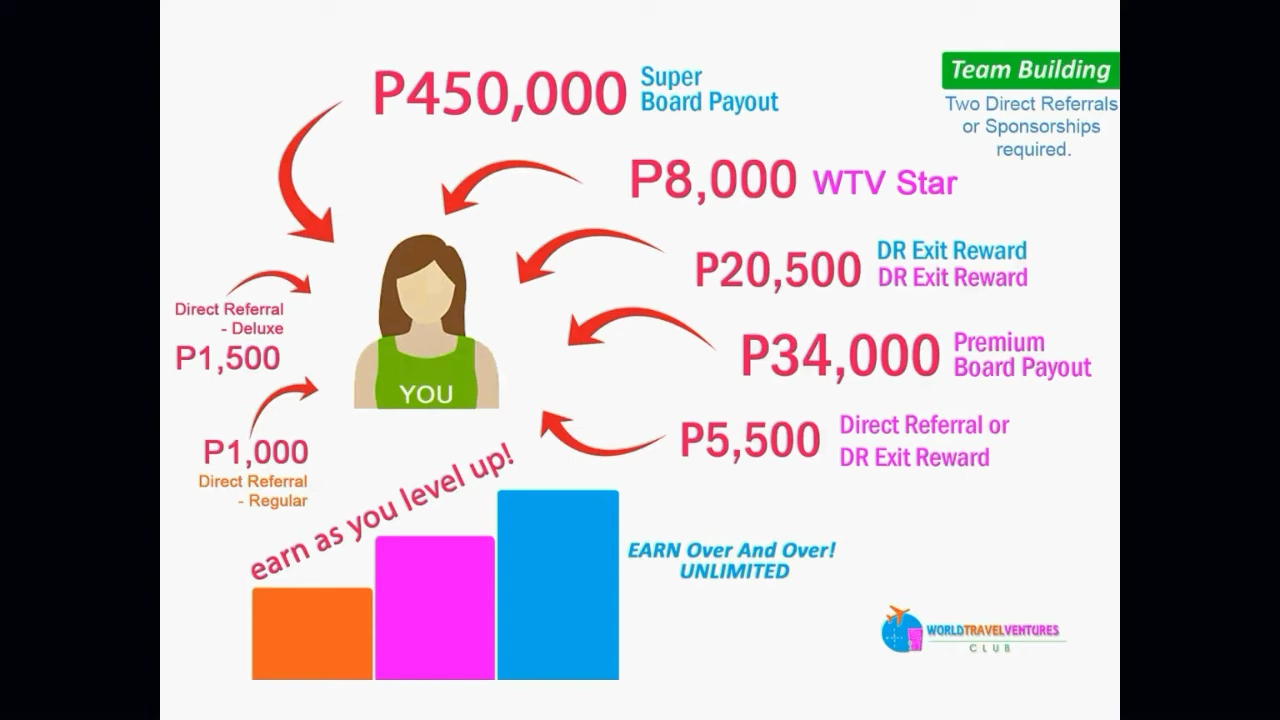 P450,000
Super
Board Payout
Team Building
Two Direct Referrals
or Sponsorships
required.
P8,000 WTV Star
P20,500
DR Exit Reward
DR Exit Reward
Direct Referral
- Deluxe
P1,500
P34,000
Premium
Board Payout
YOU
P1,000
Direct Referral
- Regular
P5,500
Direct Referral or
DR Exit Reward
earn as you level up!
EARN Over And Over!
UNLIMITED
WORLDTRAVELVENTURES
CLUB